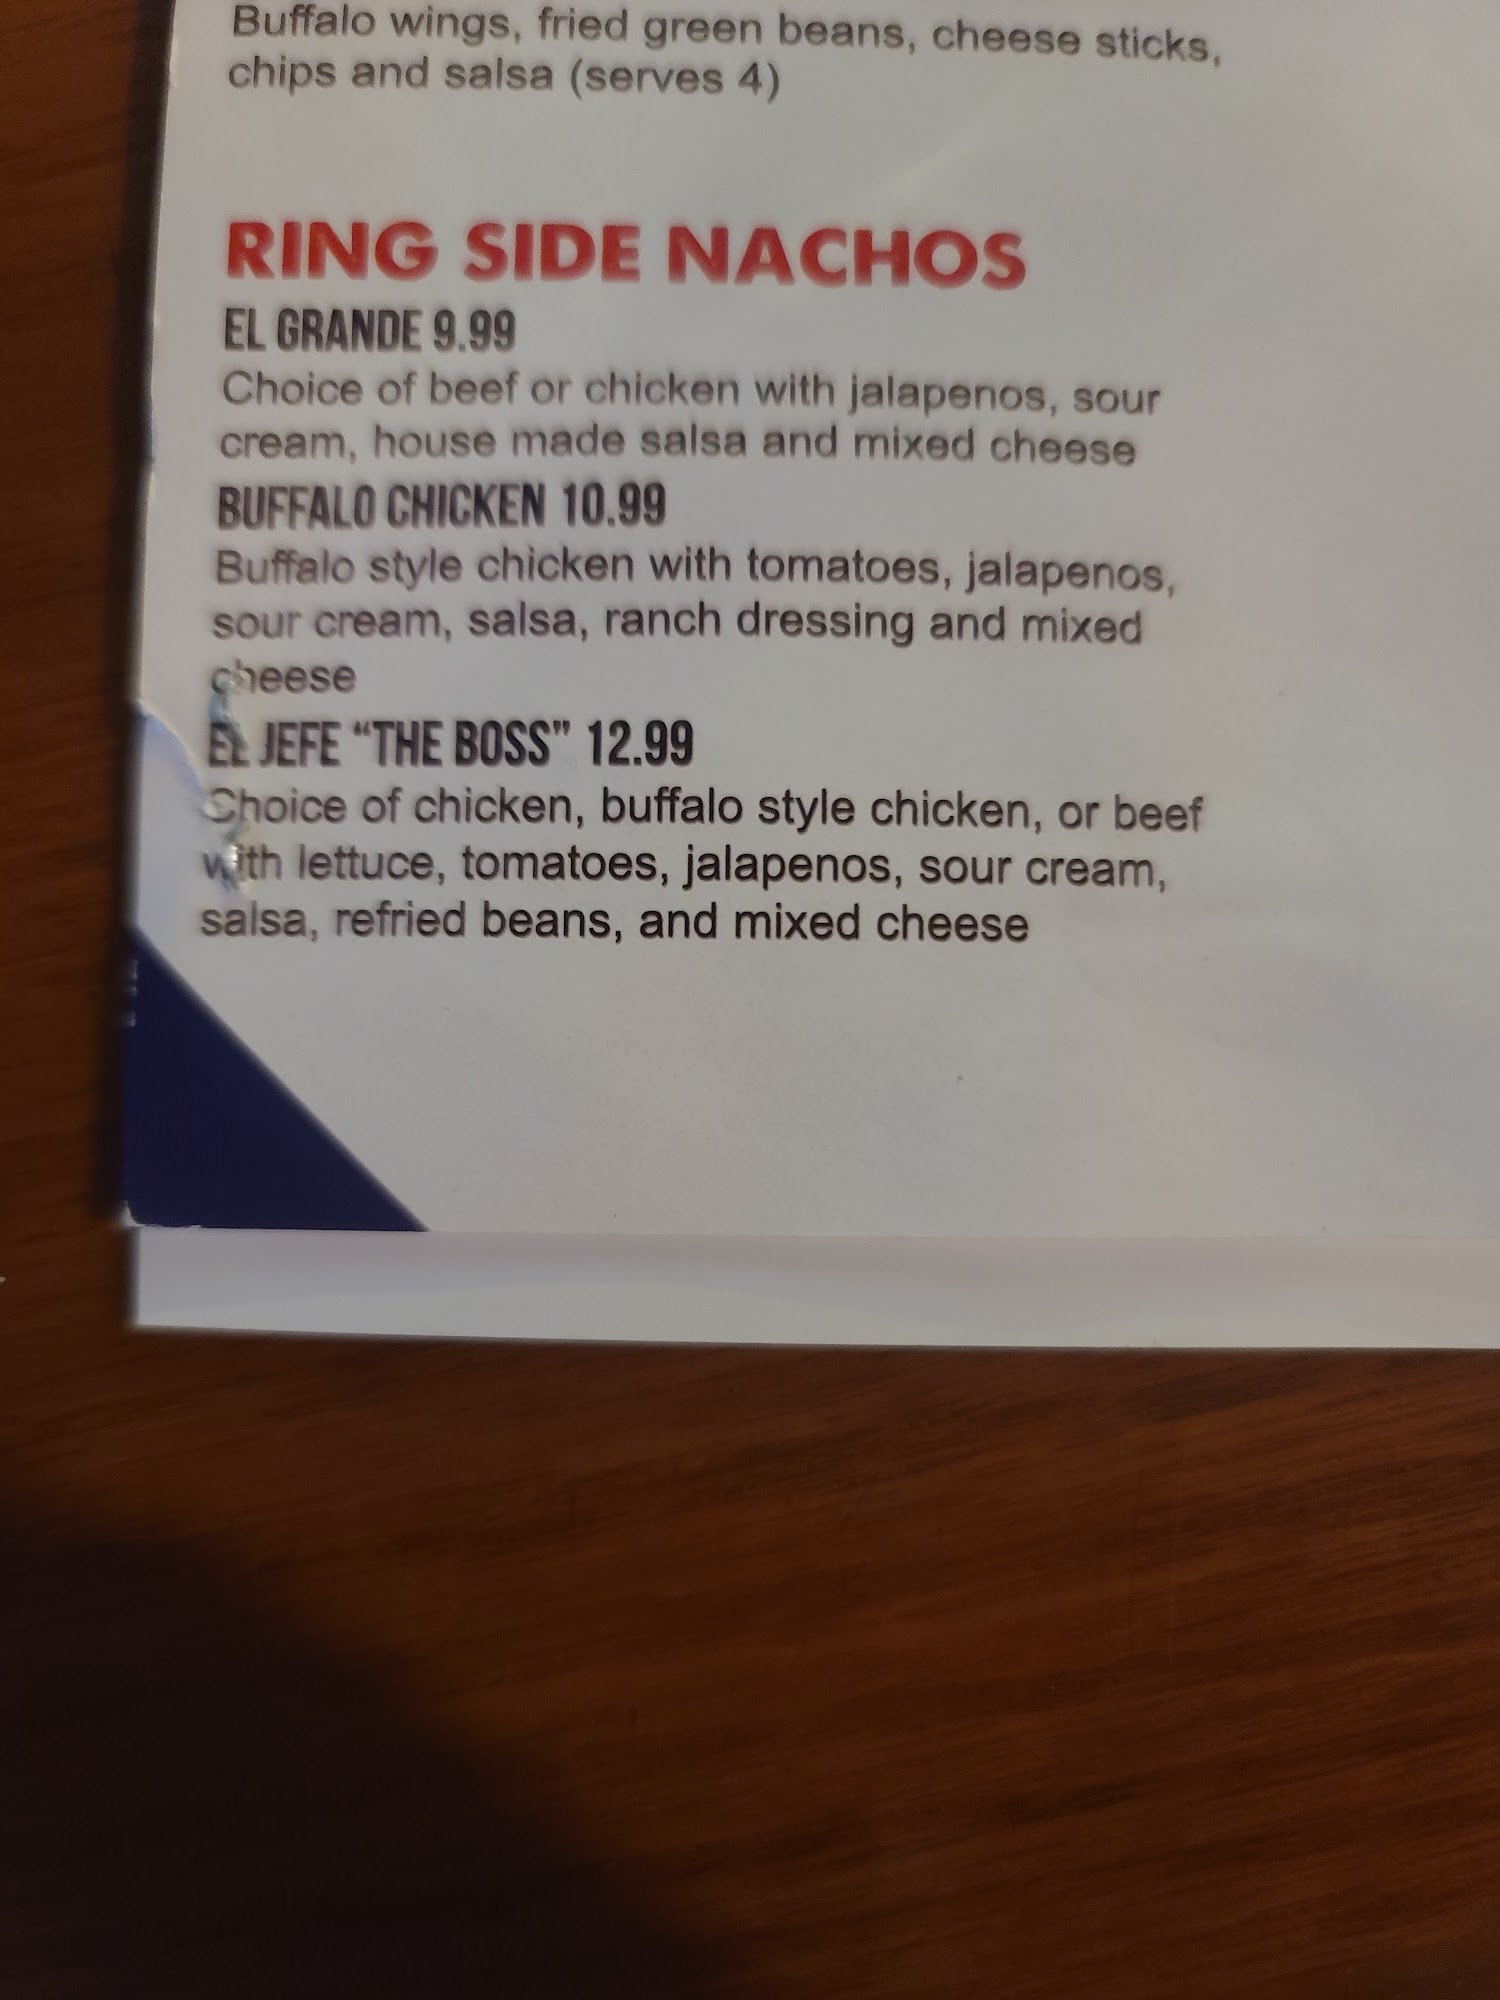 Buffalo wings, fried green beans, cheese sticks,
chips and salsa (serves 4)
RING SIDE NACHOS
EL GRANDE 9.99
Choice of beef or chicken with jalapenos, sour
cream, house made salsa and mixed cheese
BUFFALO CHICKEN 10.99
Buffalo style chicken with tomatoes, jalapenos,
sour cream, salsa, ranch dressing and mixed
cheese
EL JEFE “THE BOSS” 12.99
Choice of chicken, buffalo style chicken, or beef
with lettuce, tomatoes, jalapenos, sour cream,
salsa, refried beans, and mixed cheese